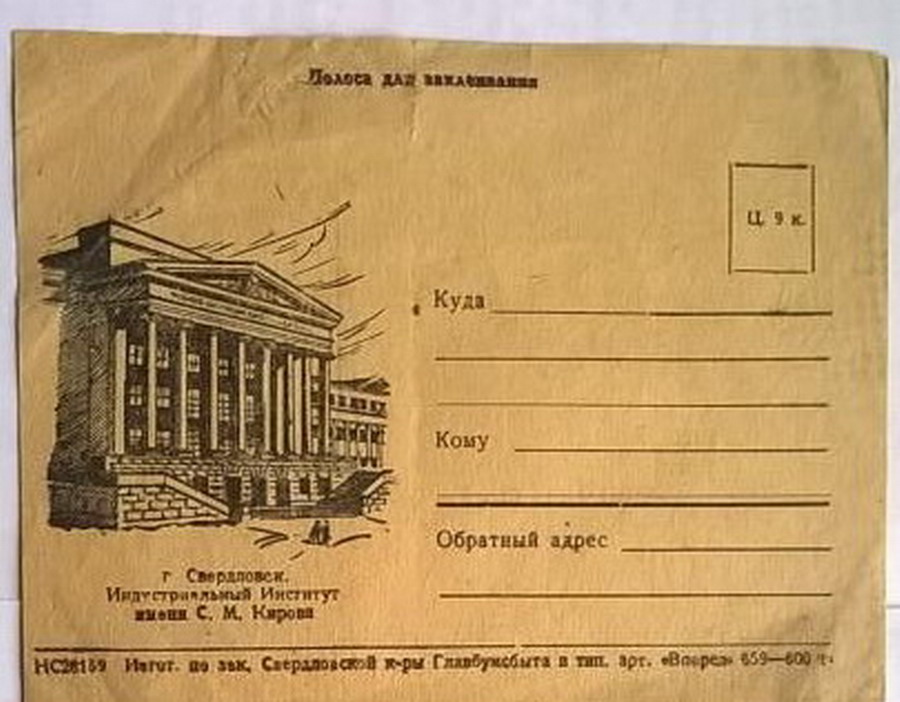 Полоса для заклеивания
Ц. 9 к.
Куда
Кому
Обратный адрес
г Свердловск.
Индустриальный Институт
имени С. М. Кирова
НС28159 Изгот. по зак. Свердловской к-ры Главбумсбыта в тип. арт. «Вперед» 659—600 т.